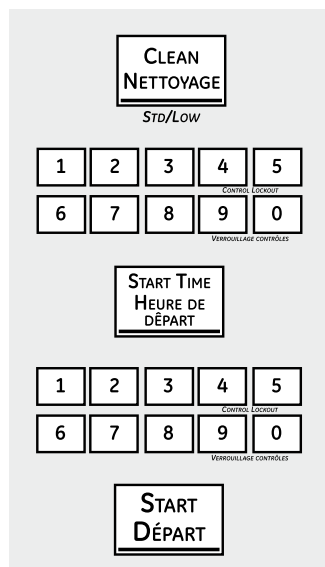 CLEAN
NETTOYAGE
STD/LOW
1 2 3 4 5
CONTROL LOCKOUT
6 7 8 9 0
VERROUILLAGE CONTRÔLES
START TIME
HEURE DE
DÊPART
1 2 3 4 5
CONTROL LOCKOUT
6 7 8 9 0
VERROUILLAGE CONTRÔLES
START
DÉPART